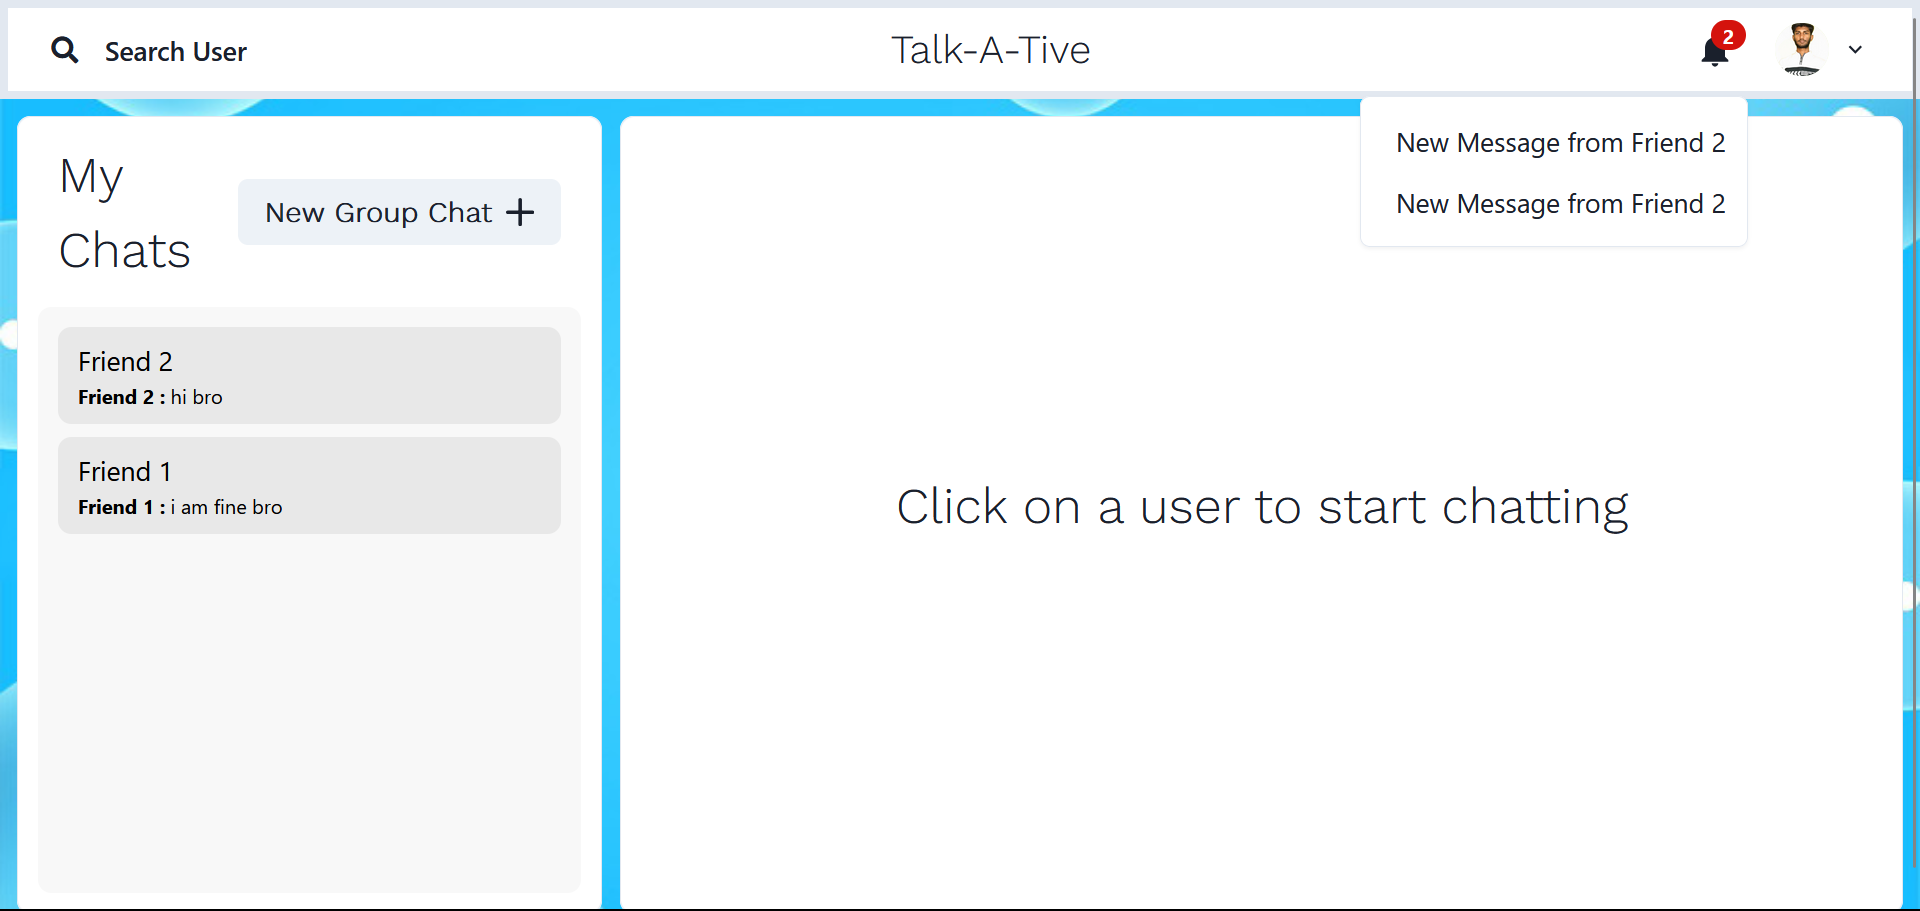 Search User
Talk-A-Tive
2
New Message from Friend 2
New Message from Friend 2
My
Chats
New Group Chat
Friend 2
Friend 2 : hi bro
Friend 1
Friend 1 : i am fine bro
Click on a user to start chatting